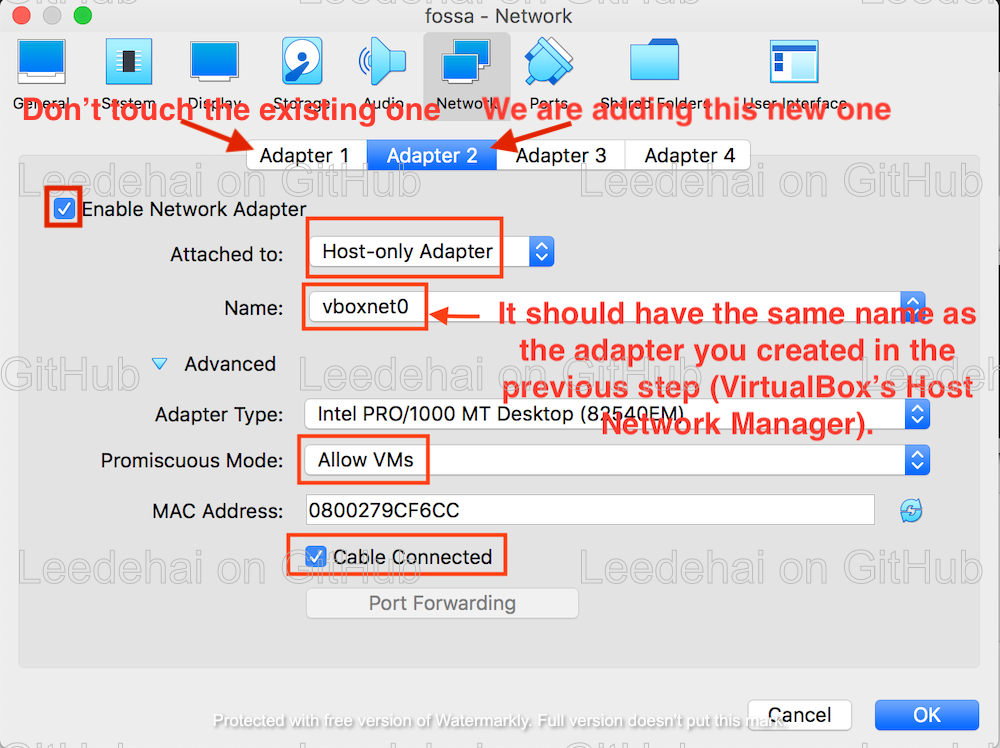 fossa - Network
General System Display Storage Audio Network Ports Shared Folders User Interface
Don't touch the existing one
We are adding this new one
Adapter 1 Adapter 2 Adapter 3 Adapter 4
Leedehai on GitHub Leedehai on GitHub
Enable Network Adapter
Attached to: Host-only Adapter
Name: vboxnet0
It should have the same name as
the adapter you created in the
previous step (VirtualBox's Host
Network Manager).
GitHub Leedehai on GitHub Leedeh
Advanced
Adapter Type: Intel PRO/1000 MT Desktop (82540EM)
Promiscuous Mode: Allow VMs
MAC Address: 0800279CF6CC
Leedehai on GitHub Leedehai on GitHub
Cable Connected
Port Forwarding
Protected with free version of Watermarkly. Full version doesn't put this mark.
Cancel OK